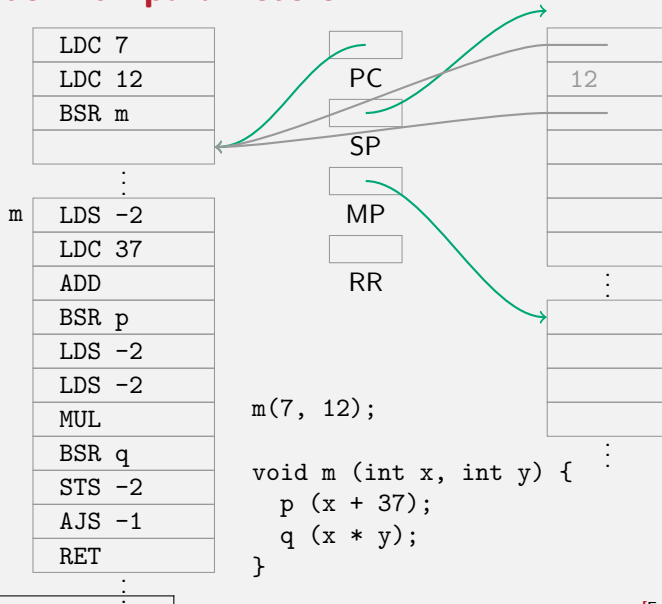 LDC 7
LDC 12
BSR m
m
LDS -2
LDC 37
ADD
BSR p
LDS -2
LDS -2
MUL
BSR q
STS -2
AJS -1
RET
PC
SP
MP
RR
12
m(7, 12);
void m (int x, int y) {
p (x + 37);
q (x * y);
}